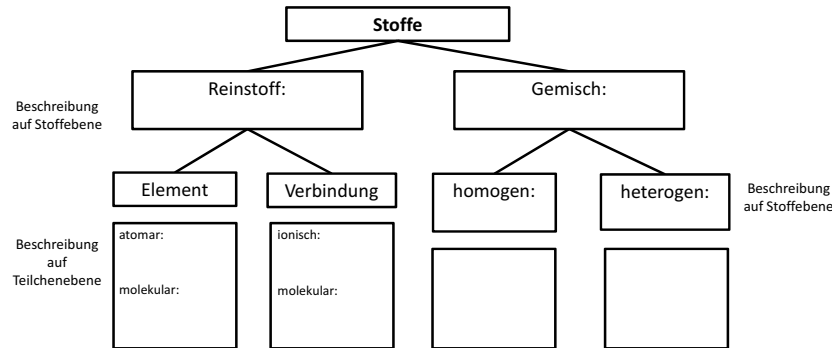 Stoffe
Reinstoff:
Gemisch:
Beschreibung
auf Stoffebene
Element
Verbindung
homogen:
heterogen:
Beschreibung
auf Stoffebene
Beschreibung
auf
Teilchenebene
atomar:
molekular:
ionisch:
molekular: